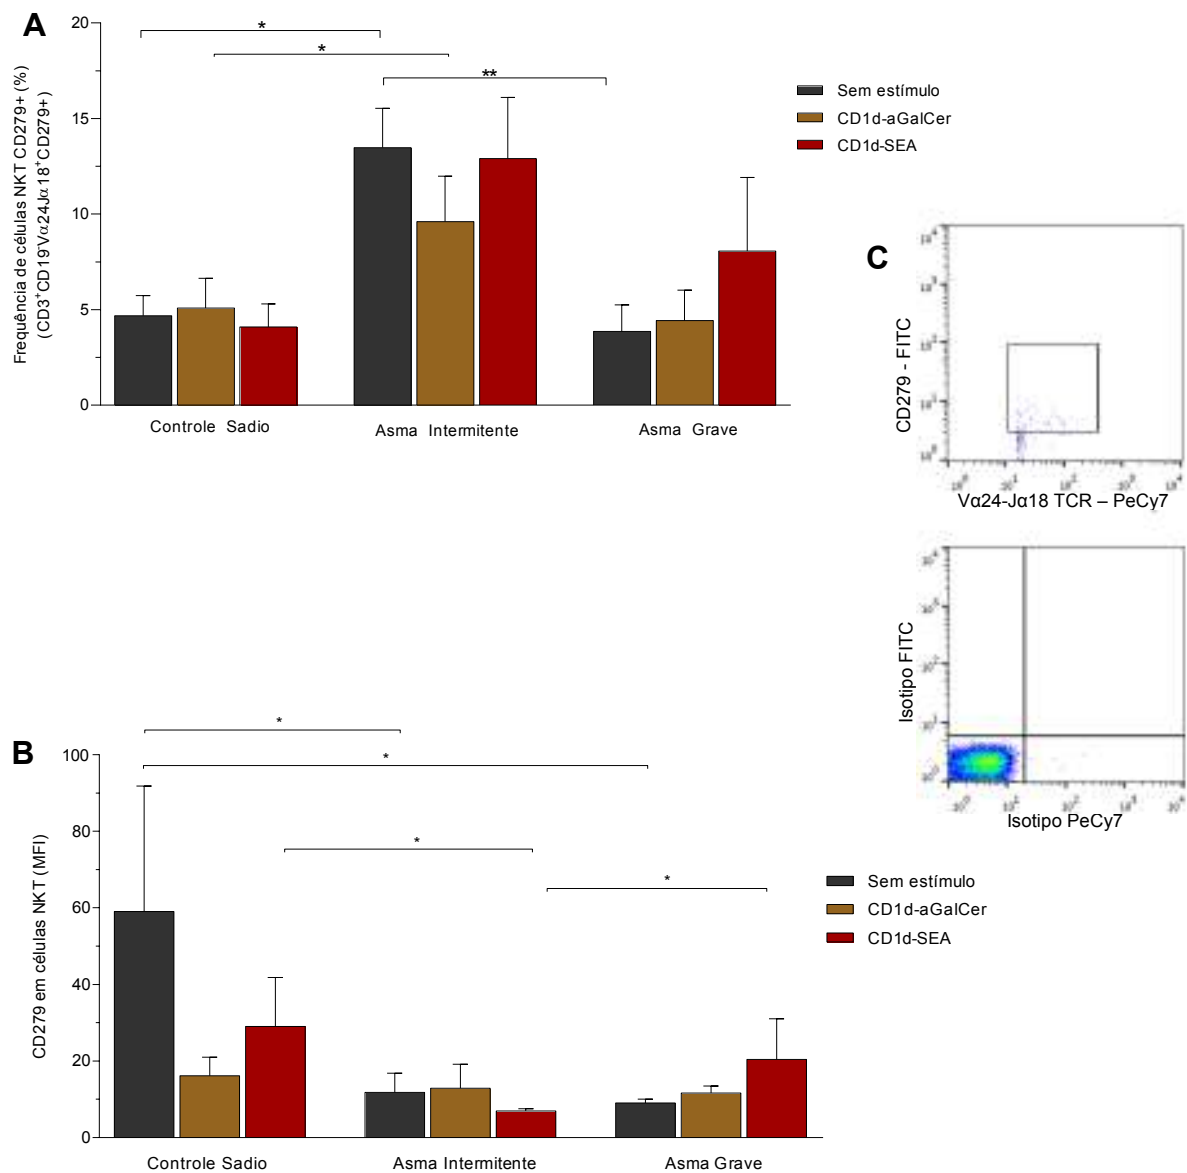 A
20
15
10
5
0
Frequência de células NKT CD279+ (%)
(CD3⁺CD19⁻Vα24Jα18⁺CD279+)
*
*
**
Sem estímulo
CD1d-aGalCer
CD1d-SEA
Controle Sadio
Asma Intermitente
Asma Grave
C
CD279 - FITC
Vα24-Jα18 TCR – PeCy7
Isotipo FITC
Isotipo PeCy7
B
100
80
60
40
20
0
CD279 em células NKT (MFI)
*
*
*
*
Sem estímulo
CD1d-aGalCer
CD1d-SEA
Controle Sadio
Asma Intermitente
Asma Grave